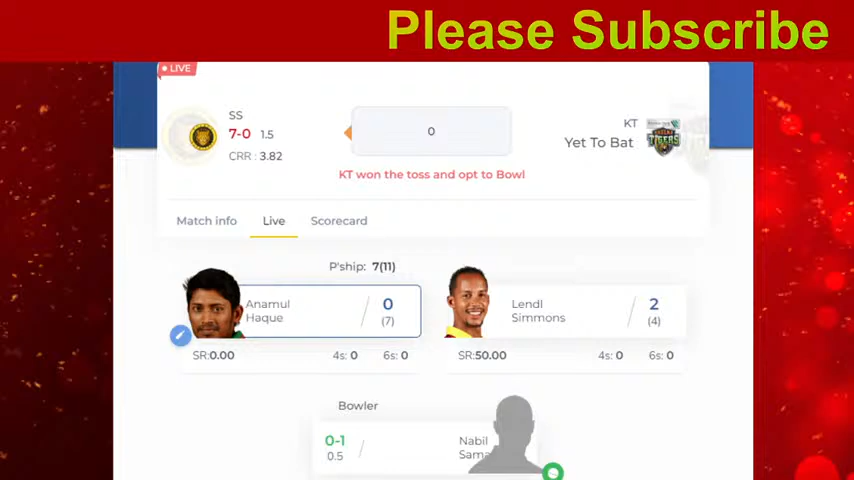 Please Subscribe
LIVE
SS
7-0 1.5
CRR : 3.82
0
KT
Yet To Bat
KT won the toss and opt to Bowl
Match info Live Scorecard
P'ship: 7(11)
Anamul
Haque
0
(7)
Lendl
Simmons
2
(4)
SR:0.00 4s: 0 6s: 0
SR:50.00 4s: 0 6s: 0
Bowler
0-1
0.5
Nabil
Sama